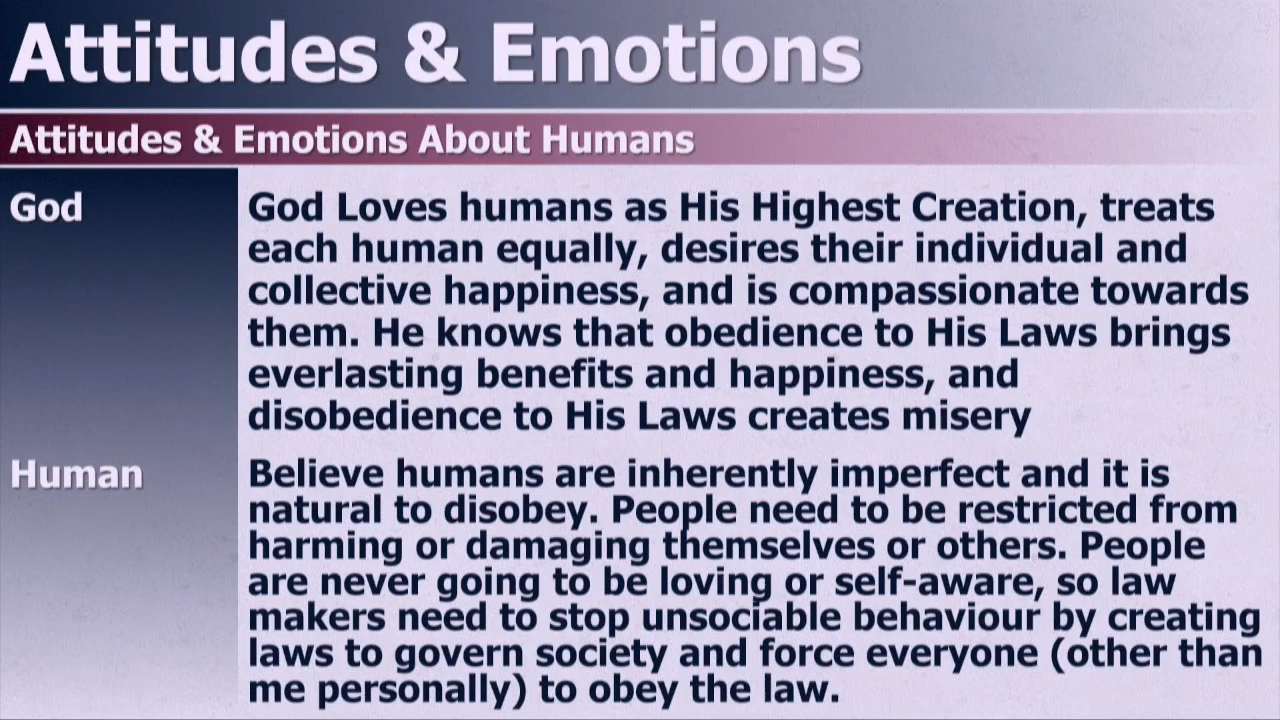 Attitudes & Emotions
Attitudes & Emotions About Humans
God
God Loves humans as His Highest Creation, treats
each human equally, desires their individual and
collective happiness, and is compassionate towards
them. He knows that obedience to His Laws brings
everlasting benefits and happiness, and
disobedience to His Laws creates misery
Human
Believe humans are inherently imperfect and it is
natural to disobey. People need to be restricted from
harming or damaging themselves or others. People
are never going to be loving or self-aware, so law
makers need to stop unsociable behaviour by creating
laws to govern society and force everyone (other than
me personally) to obey the law.